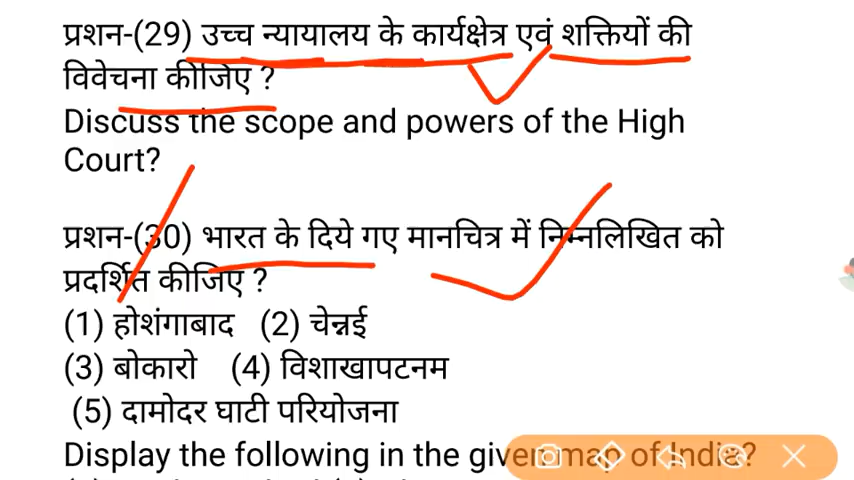 प्रशन-(29) उच्च न्यायालय के कार्यक्षेत्र एवं शक्तियों की
विवेचना कीजिए ?
Discuss the scope and powers of the High
Court?
प्रशन-(30) भारत के दिये गए मानचित्र में निम्नलिखित को
प्रदर्शित कीजिए ?
(1) होशंगाबाद (2) चेन्नई
(3) बोकारो (4) विशाखापटनम
(5) दामोदर घाटी परियोजना
Display the following in the given map of India?